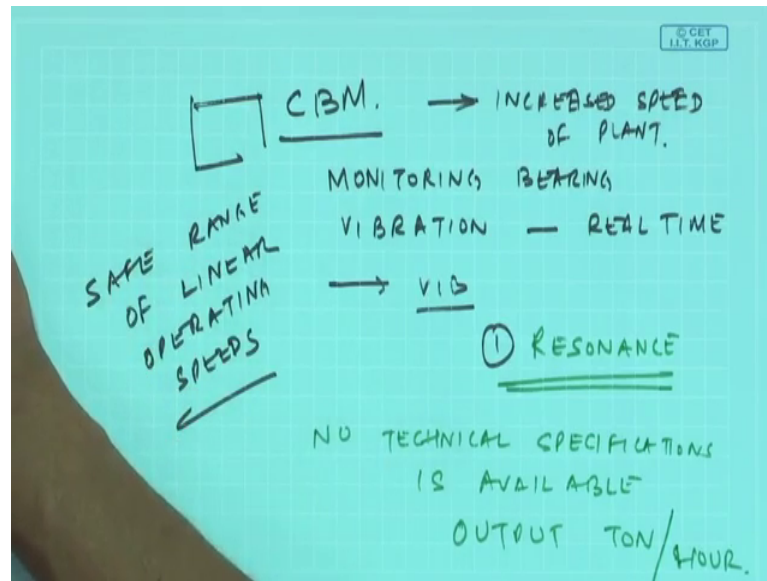 © CET
I.I.T. KGP
CBM. → INCREASED SPEED
OF PLANT.
MONITORING BEARING
VIBRATION — REAL TIME
→ VIB
① RESONANCE
SAFE RANGE
OF LINEAR
OPERATING
SPEEDS
NO TECHNICAL SPECIFICATIONS
IS AVAILABLE
OUTPUT TON/HOUR.